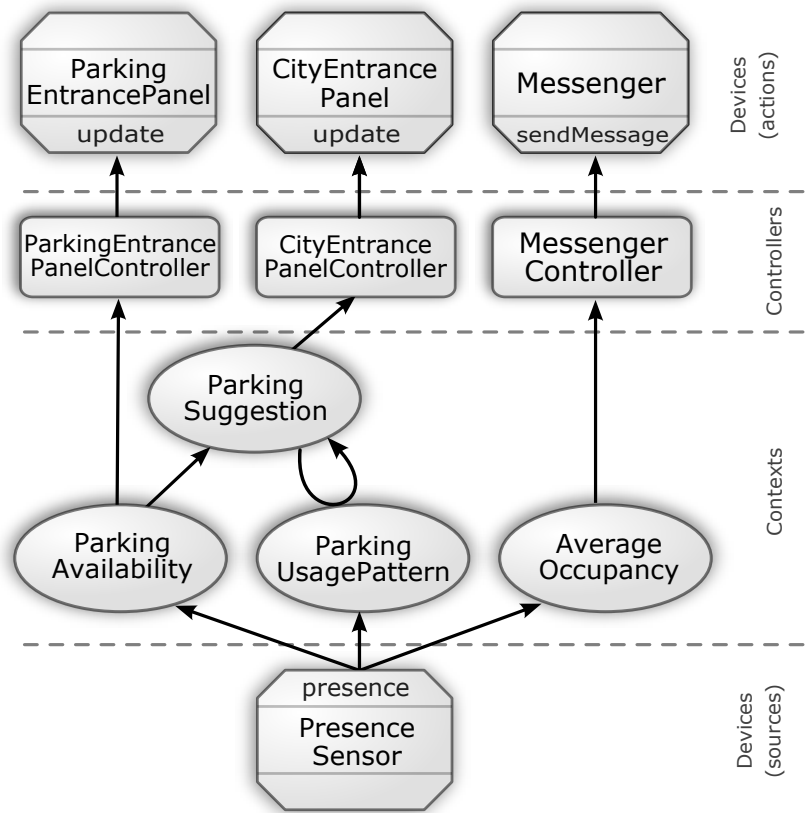 Parking
EntrancePanel
update
CityEntrance
Panel
update
Messenger
sendMessage
Devices
(actions)
ParkingEntrance
PanelController
CityEntrance
PanelController
Messenger
Controller
Controllers
Parking
Suggestion
Parking
Availability
Parking
UsagePattern
Average
Occupancy
Contexts
presence
Presence
Sensor
Devices
(sources)